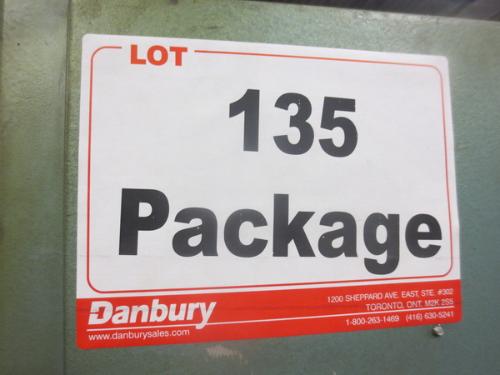 LOT
135
Package
Danbury
www.danburysales.com
1200 SHEPPARD AVE. EAST, STE. #302
TORONTO, ONT. M2K 2S5
1-800-263-1469 (416) 630-5241